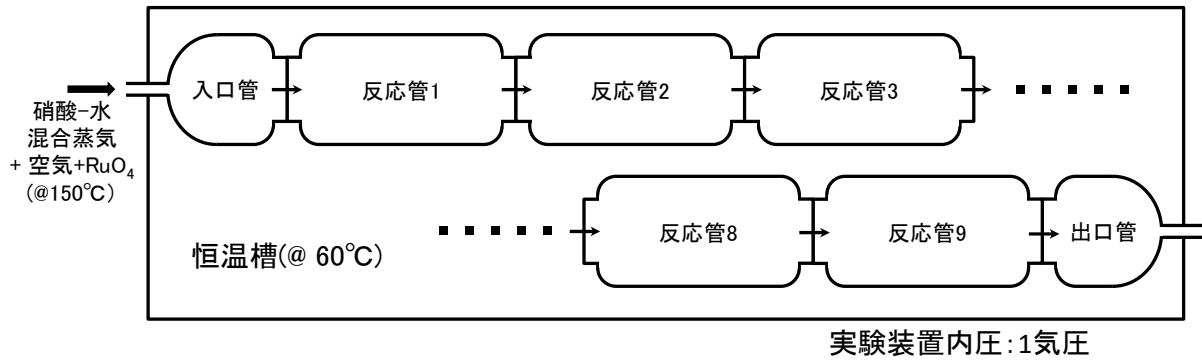 入口管
反応管1
反応管2
反応管3
硝酸-水
混合蒸気
+ 空気+RuO4
(@150℃)
反応管8
反応管9
出口管
恒温槽(@ 60℃)
実験装置内圧:1気圧